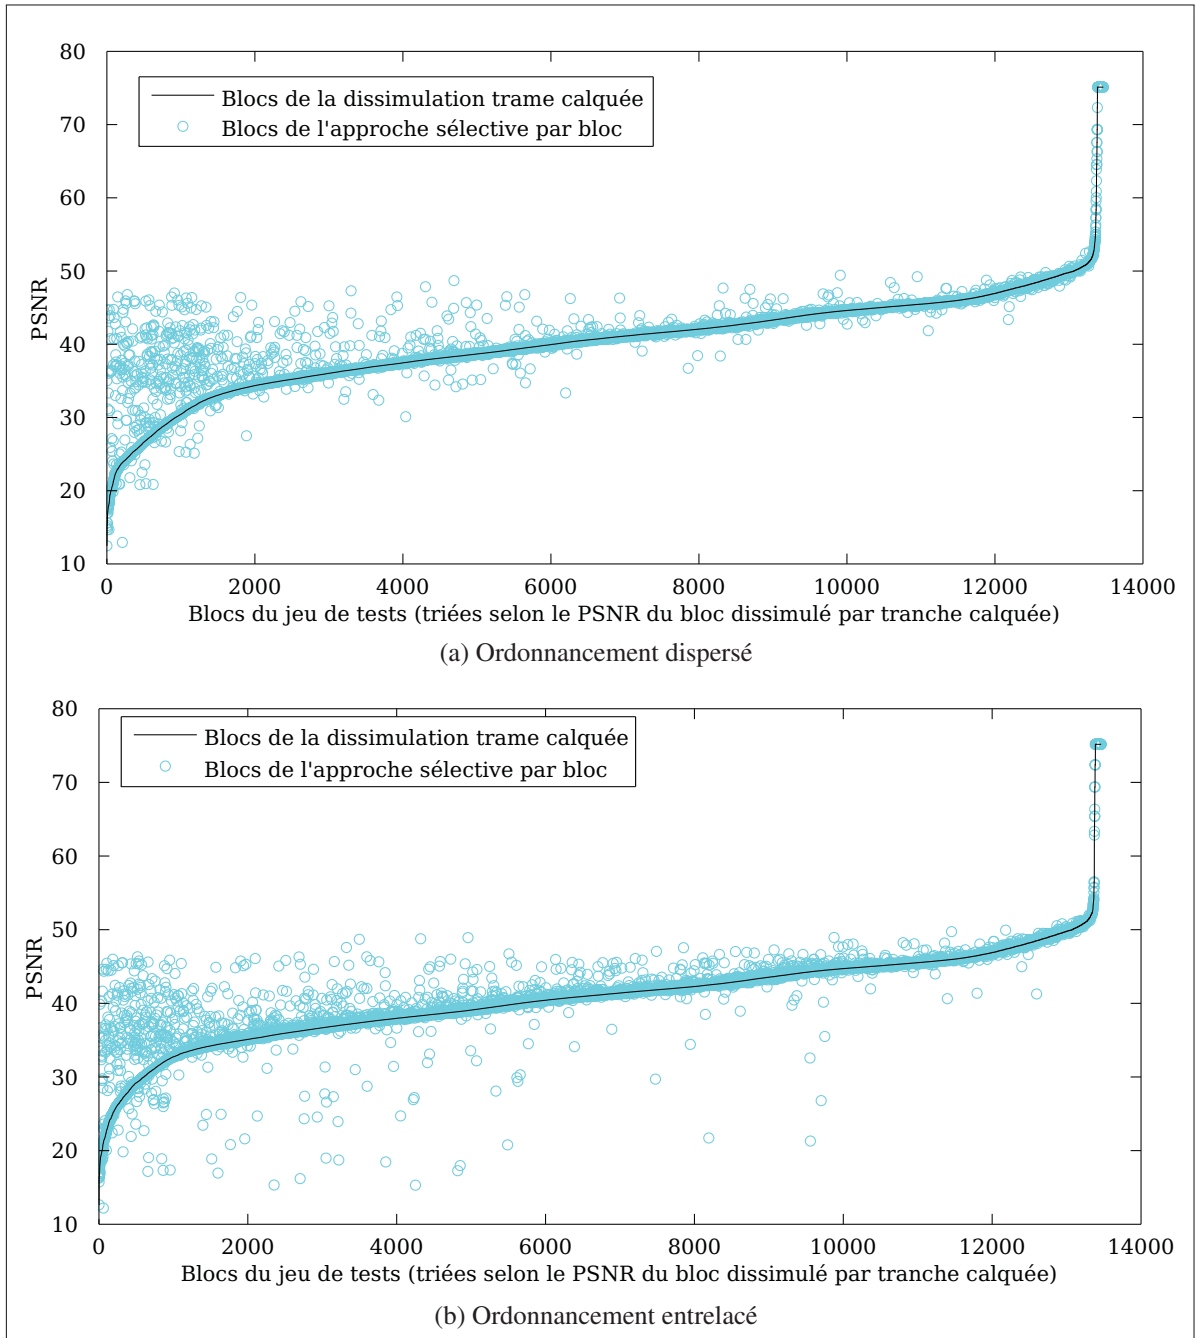 80
70
60
50
40
30
20
10
PSNR
Blocs de la dissimulation trame calquée
Blocs de l'approche sélective par bloc
0 2000 4000 6000 8000 10000 12000 14000
Blocs du jeu de tests (triées selon le PSNR du bloc dissimulé par tranche calquée)
(a) Ordonnancement dispersé
80
70
60
50
40
30
20
10
PSNR
Blocs de la dissimulation trame calquée
Blocs de l'approche sélective par bloc
0 2000 4000 6000 8000 10000 12000 14000
Blocs du jeu de tests (triées selon le PSNR du bloc dissimulé par tranche calquée)
(b) Ordonnancement entrelacé